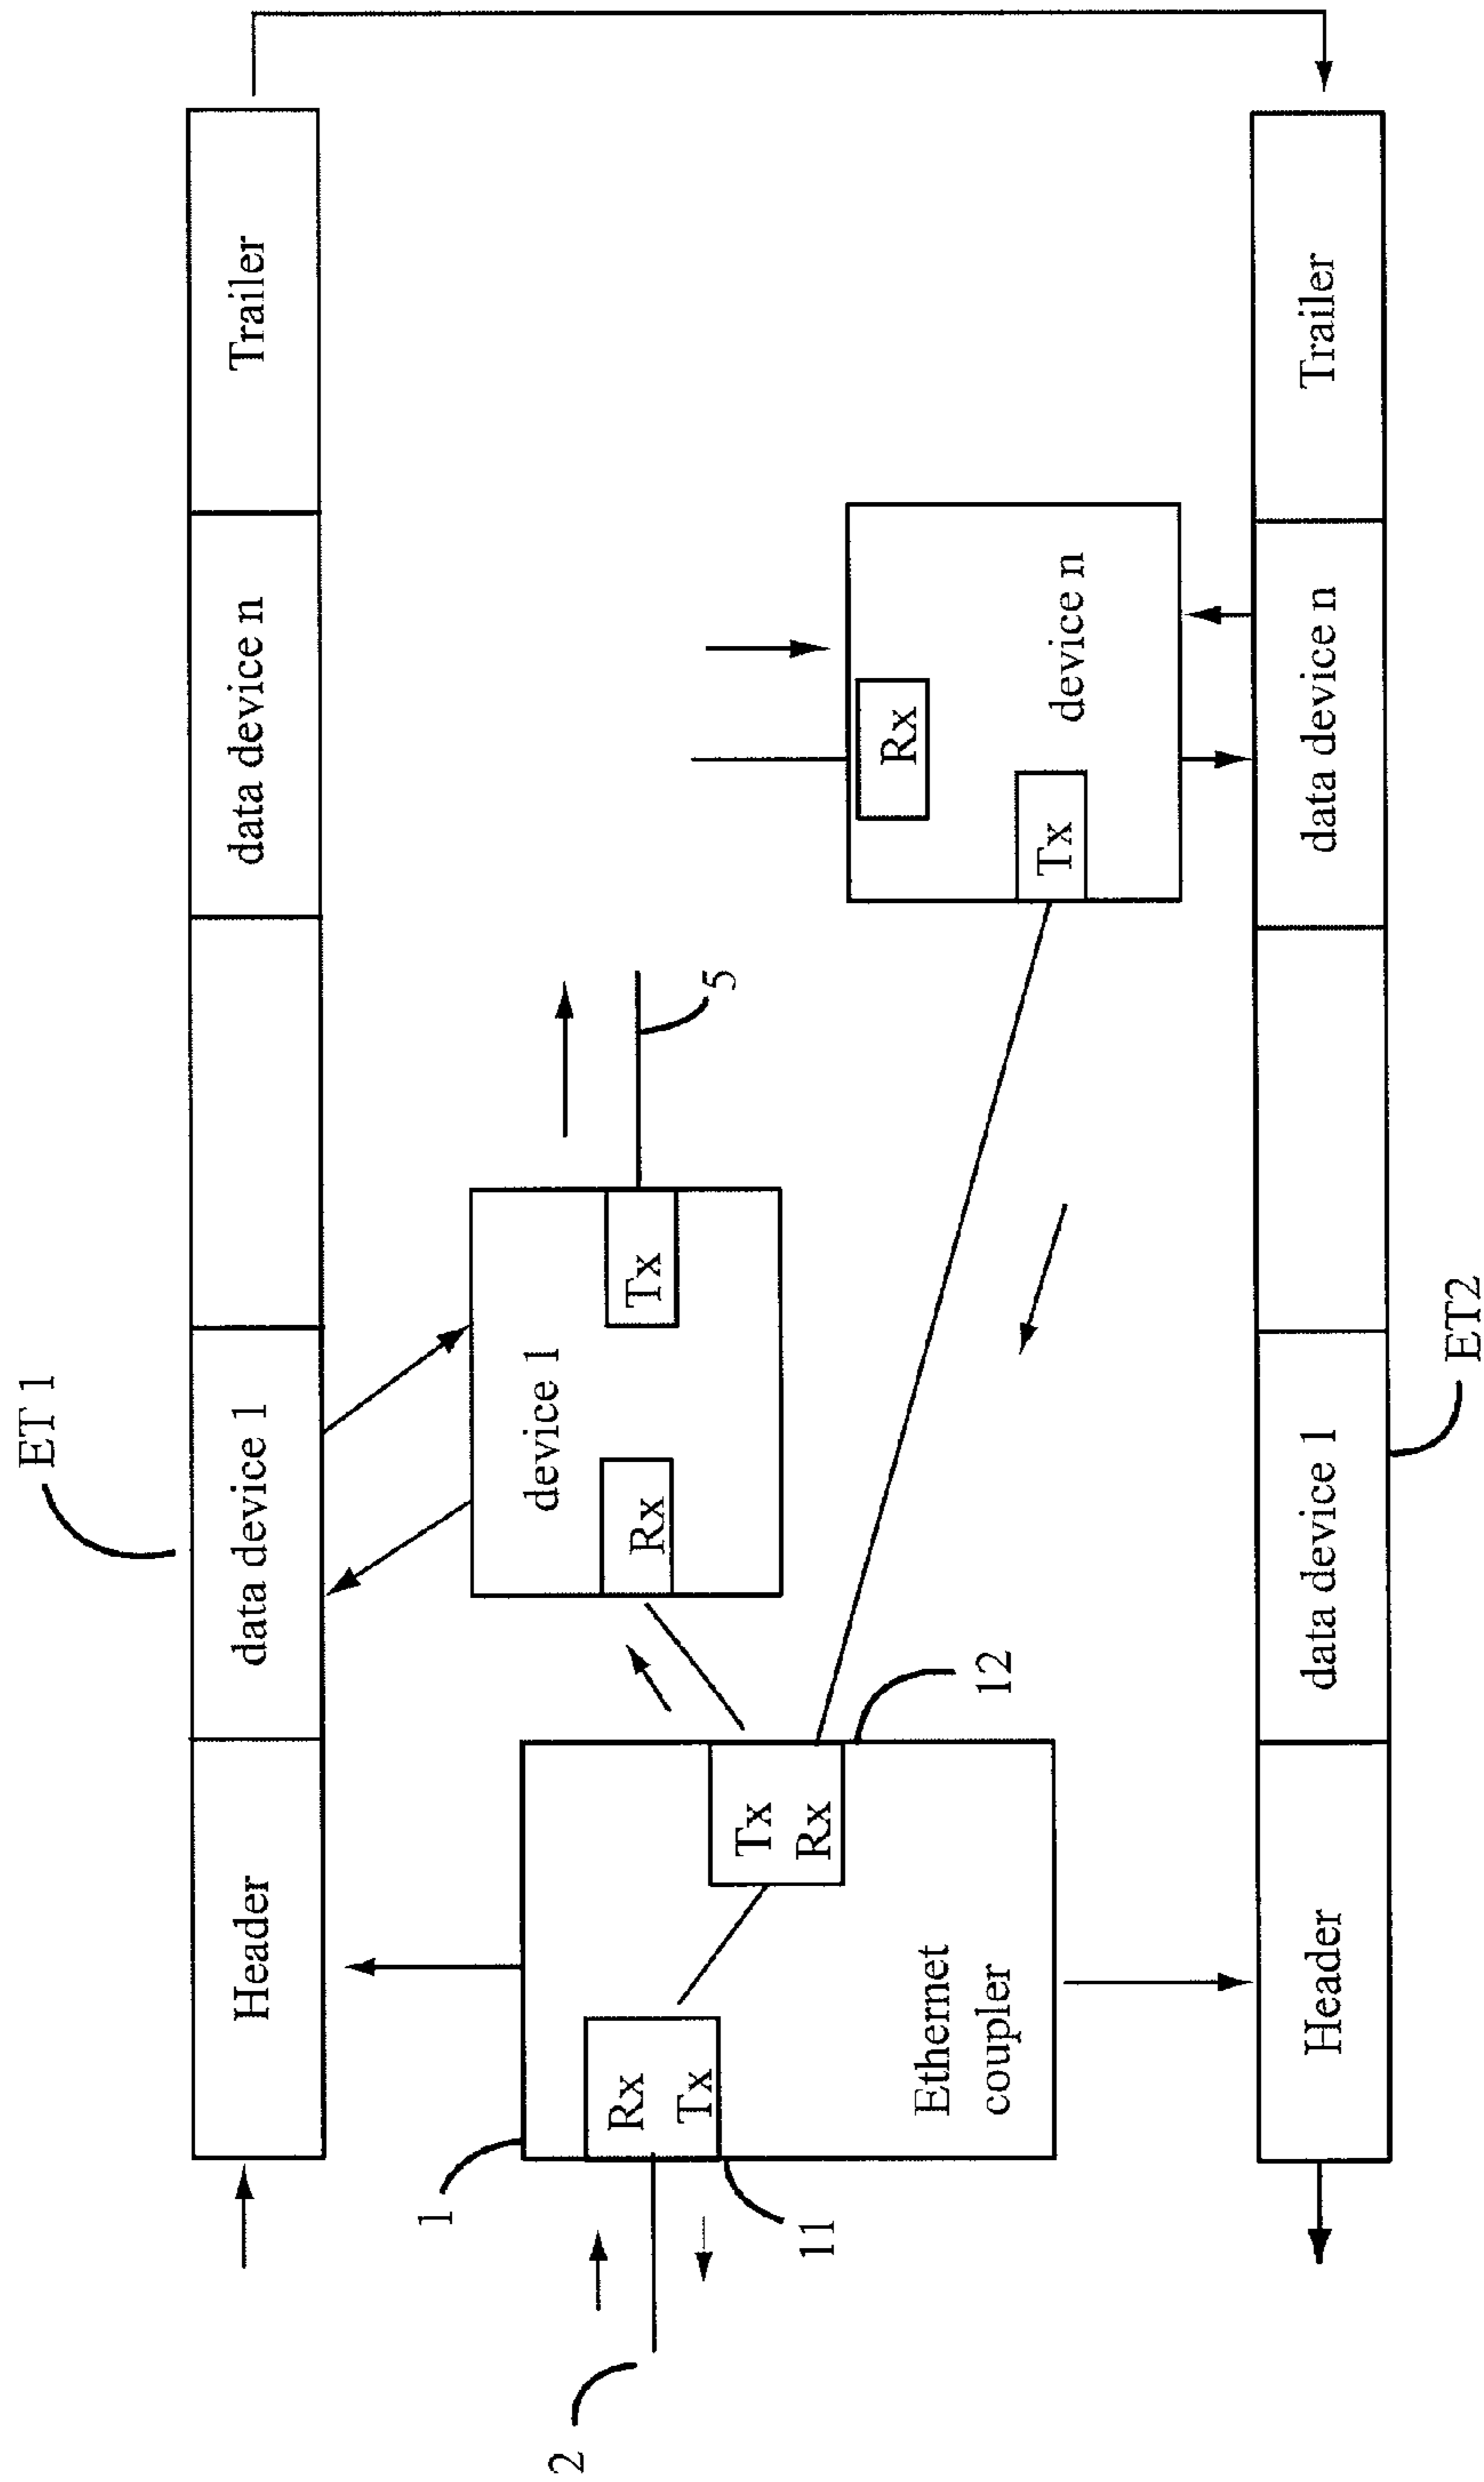 ET 1
Header
data device 1
data device n
Trailer
2
1
Rx
Tx
11
Ethernet
coupler
Tx
Rx
12
device 1
Rx
Tx
5
Rx
Tx
device n
Header
data device 1
data device n
Trailer
ET2